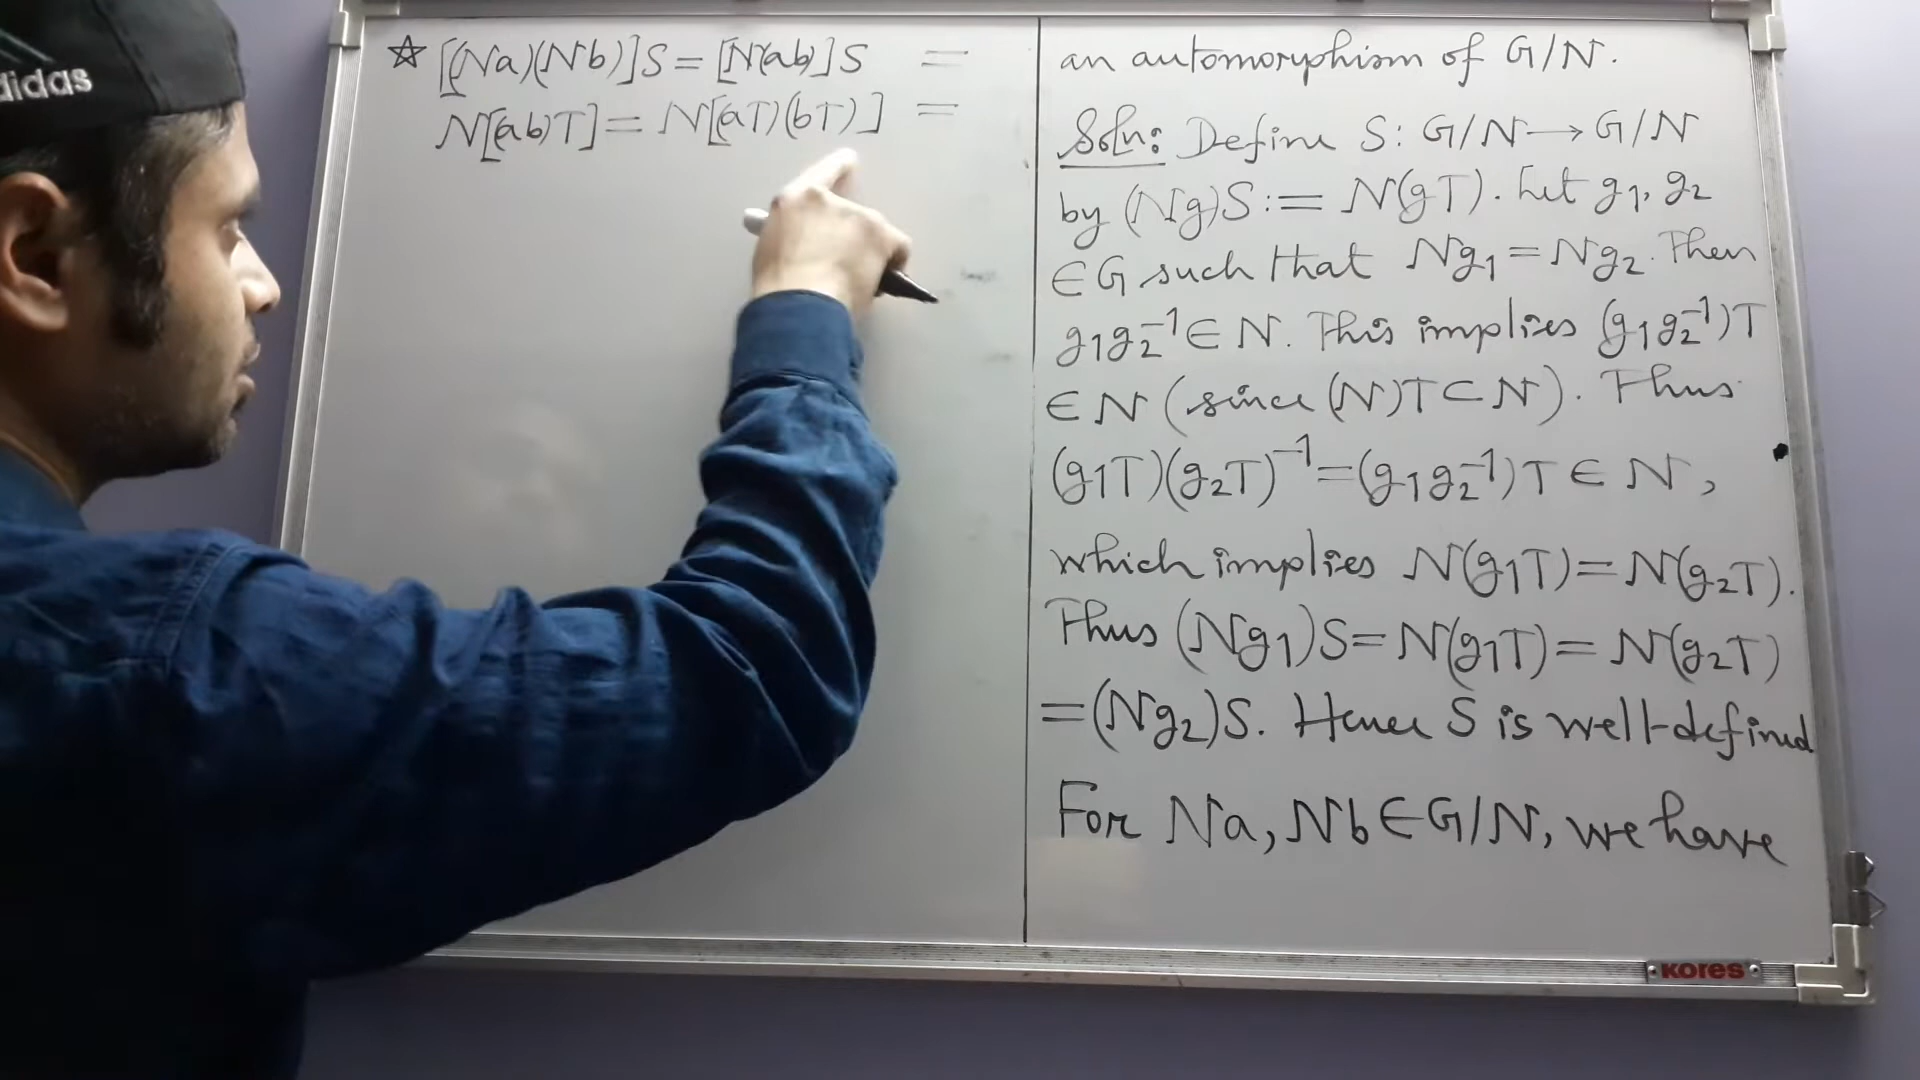 adidas
☆ [(Na)(Nb)]S = [N(ab)]S =
N[(ab)T] = N[(aT)(bT)] =
an automorphism of G/N.
Soln: Define S: G/N → G/N
by (Ng)S := N(gT). Let g₁, g₂
∈ G such that Ng₁ = Ng₂. Then
g₁g₂⁻¹ ∈ N. This implies (g₁g₂⁻¹)T
∈ N (since (N)T ⊂ N). Thus
(g₁T)(g₂T)⁻¹ = (g₁g₂⁻¹)T ∈ N,
which implies N(g₁T) = N(g₂T).
Thus (Ng₁)S = N(g₁T) = N(g₂T)
= (Ng₂)S. Hence S is well-defined
For Na, Nb ∈ G/N, we have
KORES